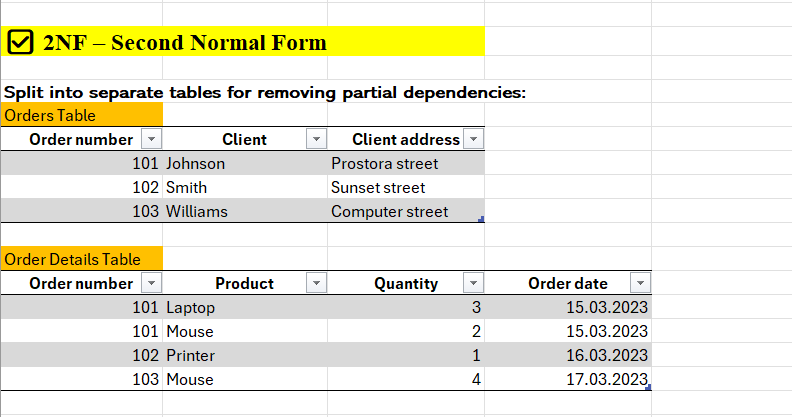 2NF – Second Normal Form
Split into separate tables for removing partial dependencies:
Orders Table
Order number Client Client address
101 Johnson Prostora street
102 Smith Sunset street
103 Williams Computer street
Order Details Table
Order number Product Quantity Order date
101 Laptop 3 15.03.2023
101 Mouse 2 15.03.2023
102 Printer 1 16.03.2023
103 Mouse 4 17.03.2023